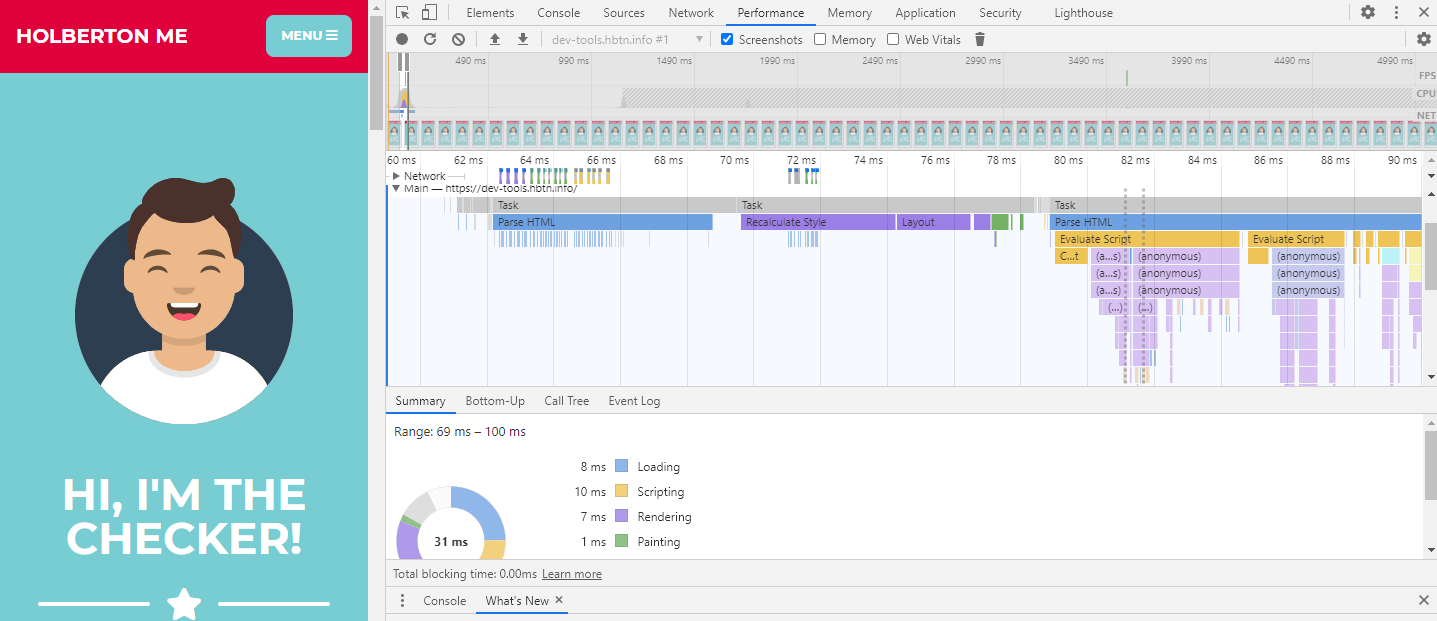 HOLBERTON ME
MENU
HI, I'M THE
CHECKER!
Elements Console Sources Network Performance Memory Application Security Lighthouse
dev-tools.hbtn.info #1 Screenshots Memory Web Vitals
490 ms 990 ms 1490 ms 1990 ms 2490 ms 2990 ms 3490 ms 3990 ms 4490 ms 4990 ms
FPS
CPU
NET
60 ms 62 ms 64 ms 66 ms 68 ms 70 ms 72 ms 74 ms 76 ms 78 ms 80 ms 82 ms 84 ms 86 ms 88 ms 90 ms
Network
Main — https://dev-tools.hbtn.info/
Task Task Task
Parse HTML Recalculate Style Layout Parse HTML
Evaluate Script Evaluate Script
C...t (a...s) (anonymous) (anonymous)
(a...s) (anonymous) (anonymous)
(a...s) (anonymous) (anonymous)
(...) (...)
Summary Bottom-Up Call Tree Event Log
Range: 69 ms – 100 ms
8 ms Loading
10 ms Scripting
7 ms Rendering
1 ms Painting
31 ms
Total blocking time: 0.00ms Learn more
Console What's New